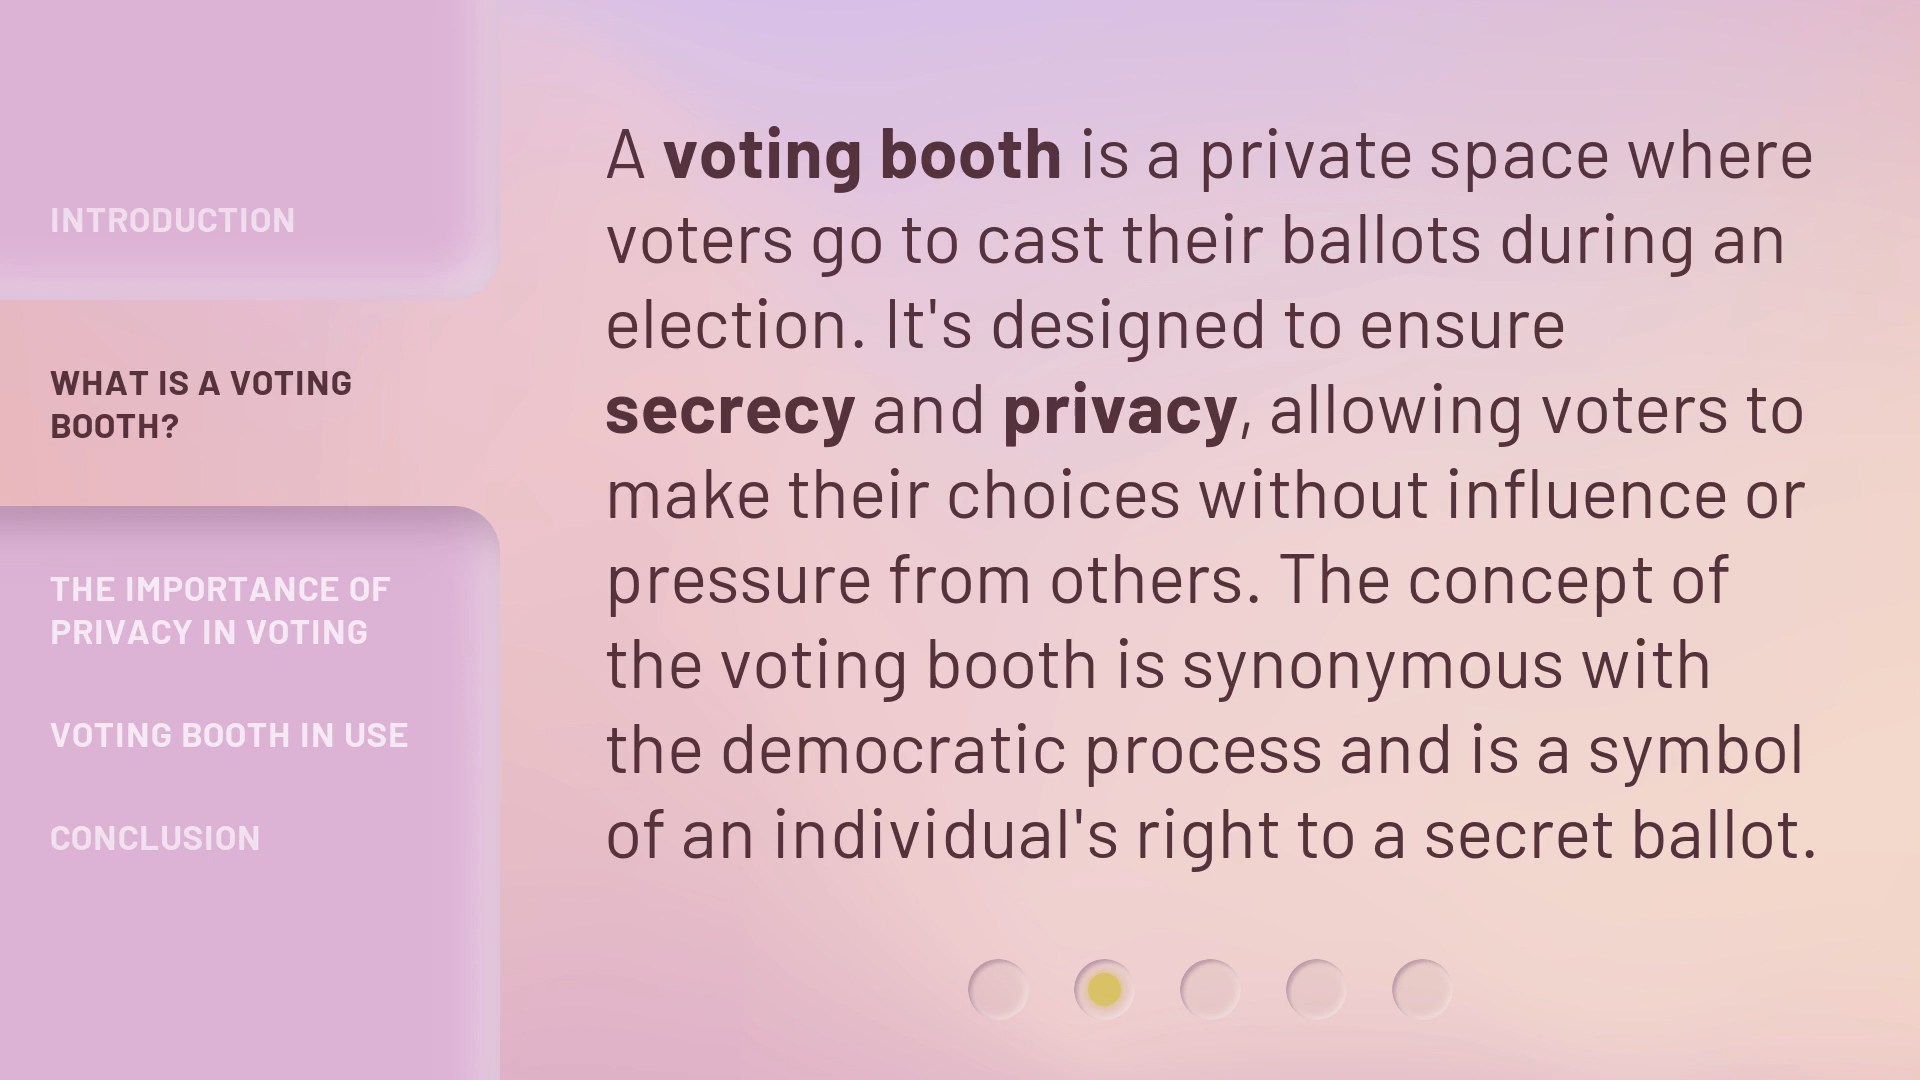 INTRODUCTION
WHAT IS A VOTING
BOOTH?
THE IMPORTANCE OF
PRIVACY IN VOTING
VOTING BOOTH IN USE
CONCLUSION
A voting booth is a private space where
voters go to cast their ballots during an
election. It's designed to ensure
secrecy and privacy, allowing voters to
make their choices without influence or
pressure from others. The concept of
the voting booth is synonymous with
the democratic process and is a symbol
of an individual's right to a secret ballot.